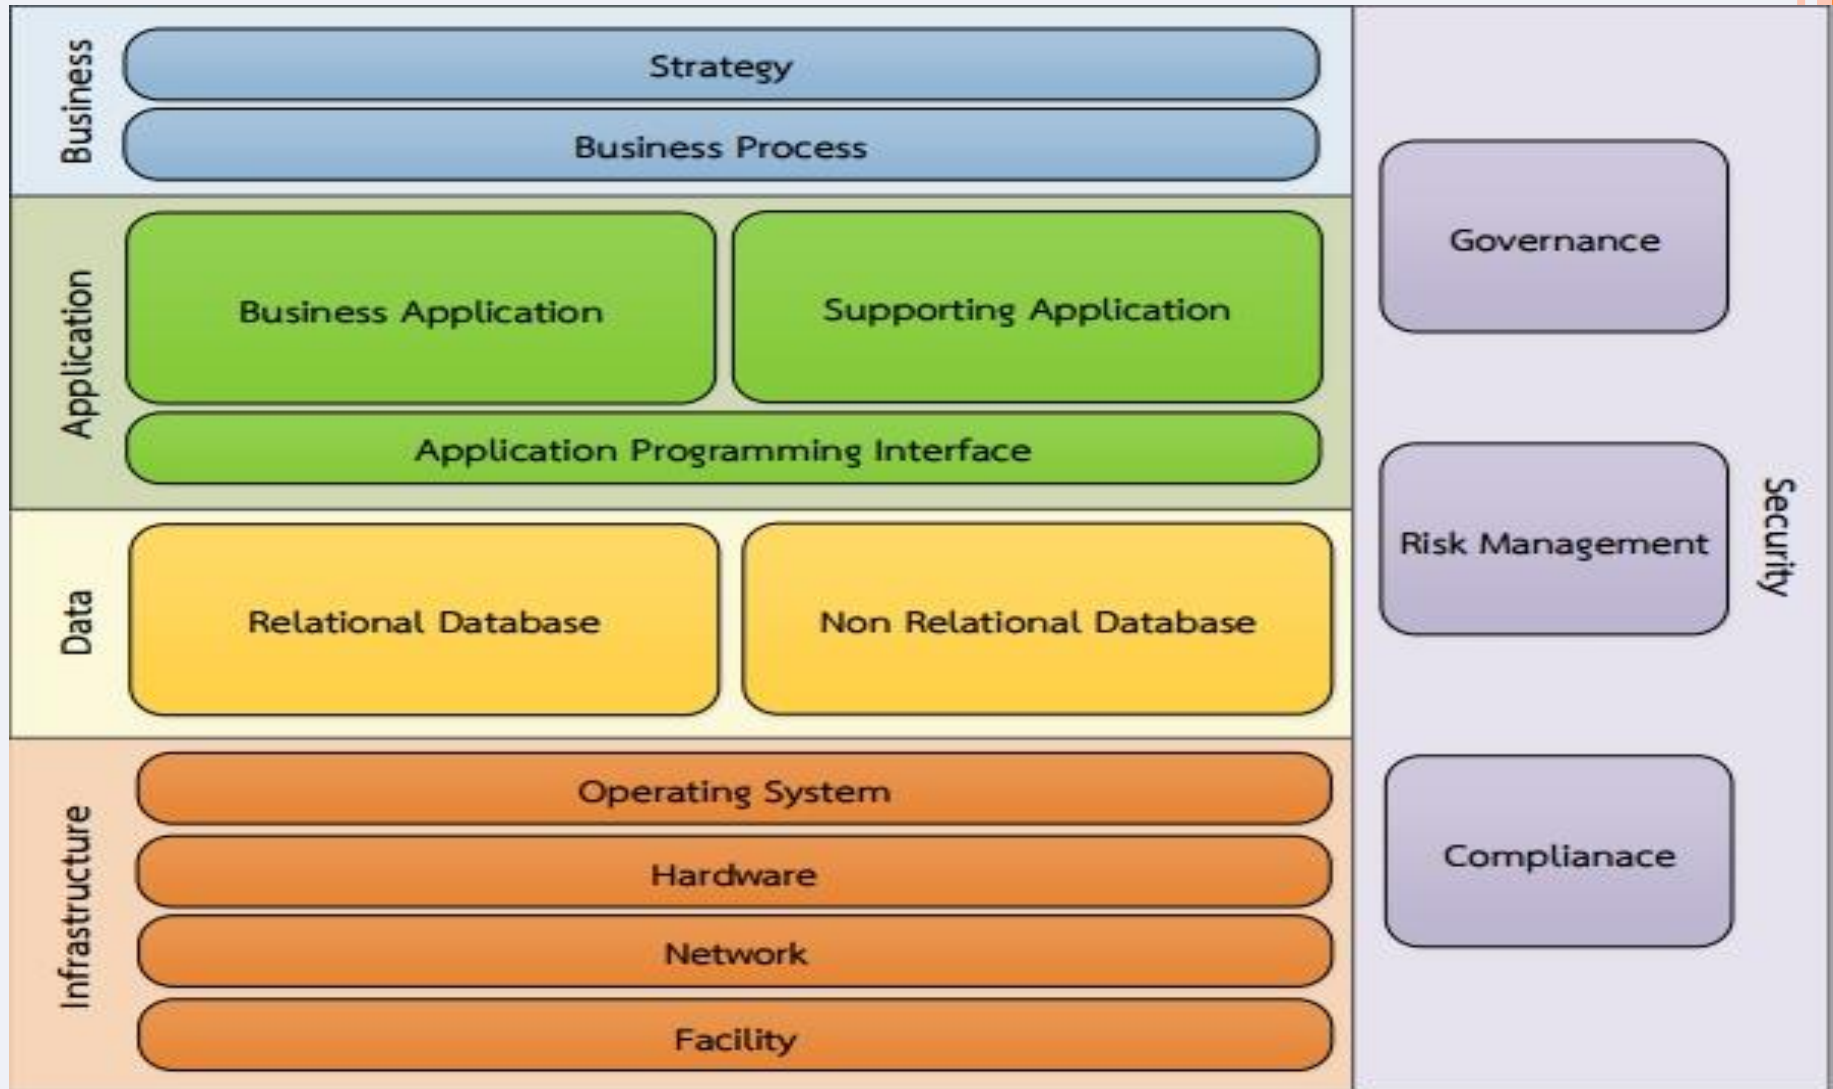 Business
Strategy
Business Process
Application
Business Application
Supporting Application
Application Programming Interface
Data
Relational Database
Non Relational Database
Infrastructure
Operating System
Hardware
Network
Facility
Security
Governance
Risk Management
Complianace